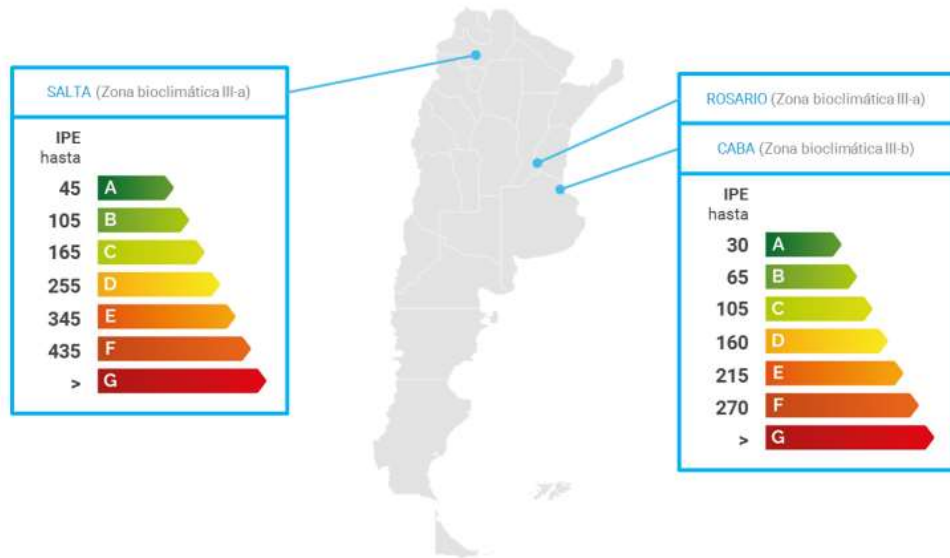 SALTA (Zona bioclimática III-a)
IPE
hasta
45 A
105 B
165 C
255 D
345 E
435 F
> G
ROSARIO (Zona bioclimática III-a)
CABA (Zona bioclimática III-b)
IPE
hasta
30 A
65 B
105 C
160 D
215 E
270 F
> G